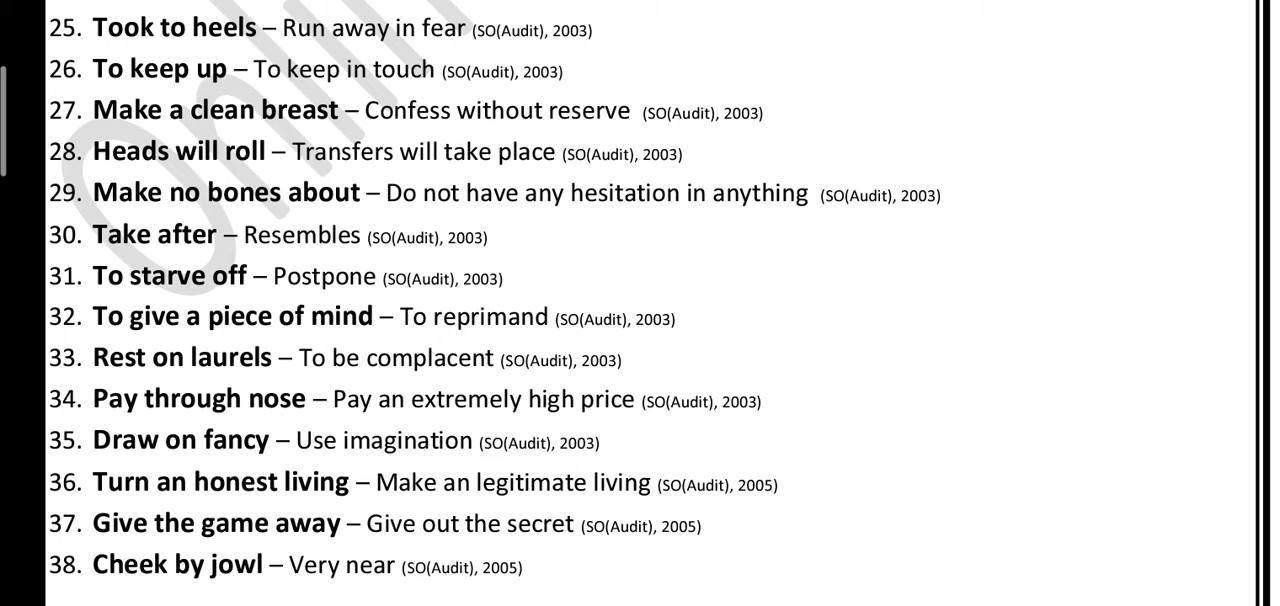 25. Took to heels – Run away in fear (SO(Audit), 2003)
26. To keep up – To keep in touch (SO(Audit), 2003)
27. Make a clean breast – Confess without reserve (SO(Audit), 2003)
28. Heads will roll – Transfers will take place (SO(Audit), 2003)
29. Make no bones about – Do not have any hesitation in anything (SO(Audit), 2003)
30. Take after – Resembles (SO(Audit), 2003)
31. To starve off – Postpone (SO(Audit), 2003)
32. To give a piece of mind – To reprimand (SO(Audit), 2003)
33. Rest on laurels – To be complacent (SO(Audit), 2003)
34. Pay through nose – Pay an extremely high price (SO(Audit), 2003)
35. Draw on fancy – Use imagination (SO(Audit), 2003)
36. Turn an honest living – Make an legitimate living (SO(Audit), 2005)
37. Give the game away – Give out the secret (SO(Audit), 2005)
38. Cheek by jowl – Very near (SO(Audit), 2005)